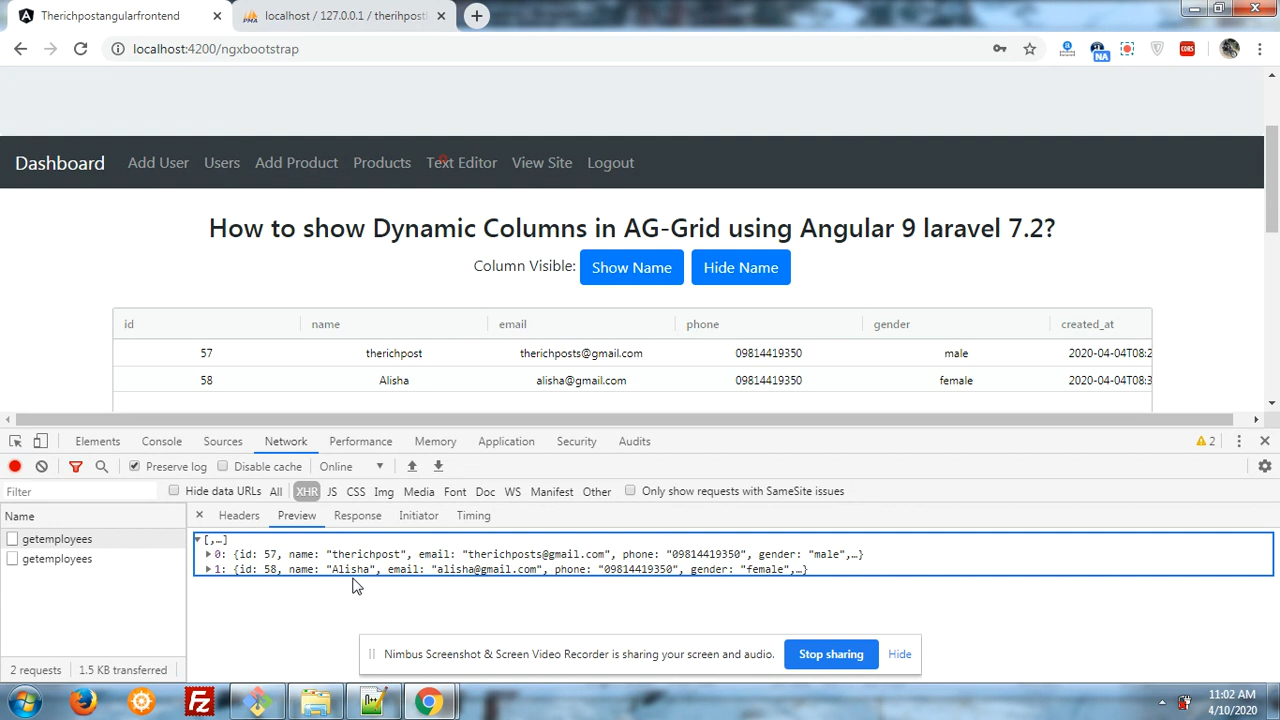 Therichpostangularfrontend
localhost / 127.0.0.1 / therihpost
localhost:4200/ngxbootstrap
NA
CORS
Dashboard Add User Users Add Product Products Text Editor View Site Logout
How to show Dynamic Columns in AG-Grid using Angular 9 laravel 7.2?
Column Visible: Show Name Hide Name
id name email phone gender created_at
57 therichpost therichposts@gmail.com 09814419350 male 2020-04-04T08:2
58 Alisha alisha@gmail.com 09814419350 female 2020-04-04T08:3
Elements Console Sources Network Performance Memory Application Security Audits 2
Preserve log Disable cache Online
Filter Hide data URLs All XHR JS CSS Img Media Font Doc WS Manifest Other Only show requests with SameSite issues
Name Headers Preview Response Initiator Timing
getemployees
getemployees
[,…]
0: {id: 57, name: "therichpost", email: "therichposts@gmail.com", phone: "09814419350", gender: "male",…}
1: {id: 58, name: "Alisha", email: "alisha@gmail.com", phone: "09814419350", gender: "female",…}
Nimbus Screenshot & Screen Video Recorder is sharing your screen and audio. Stop sharing Hide
2 requests 1.5 KB transferred
11:02 AM
4/10/2020